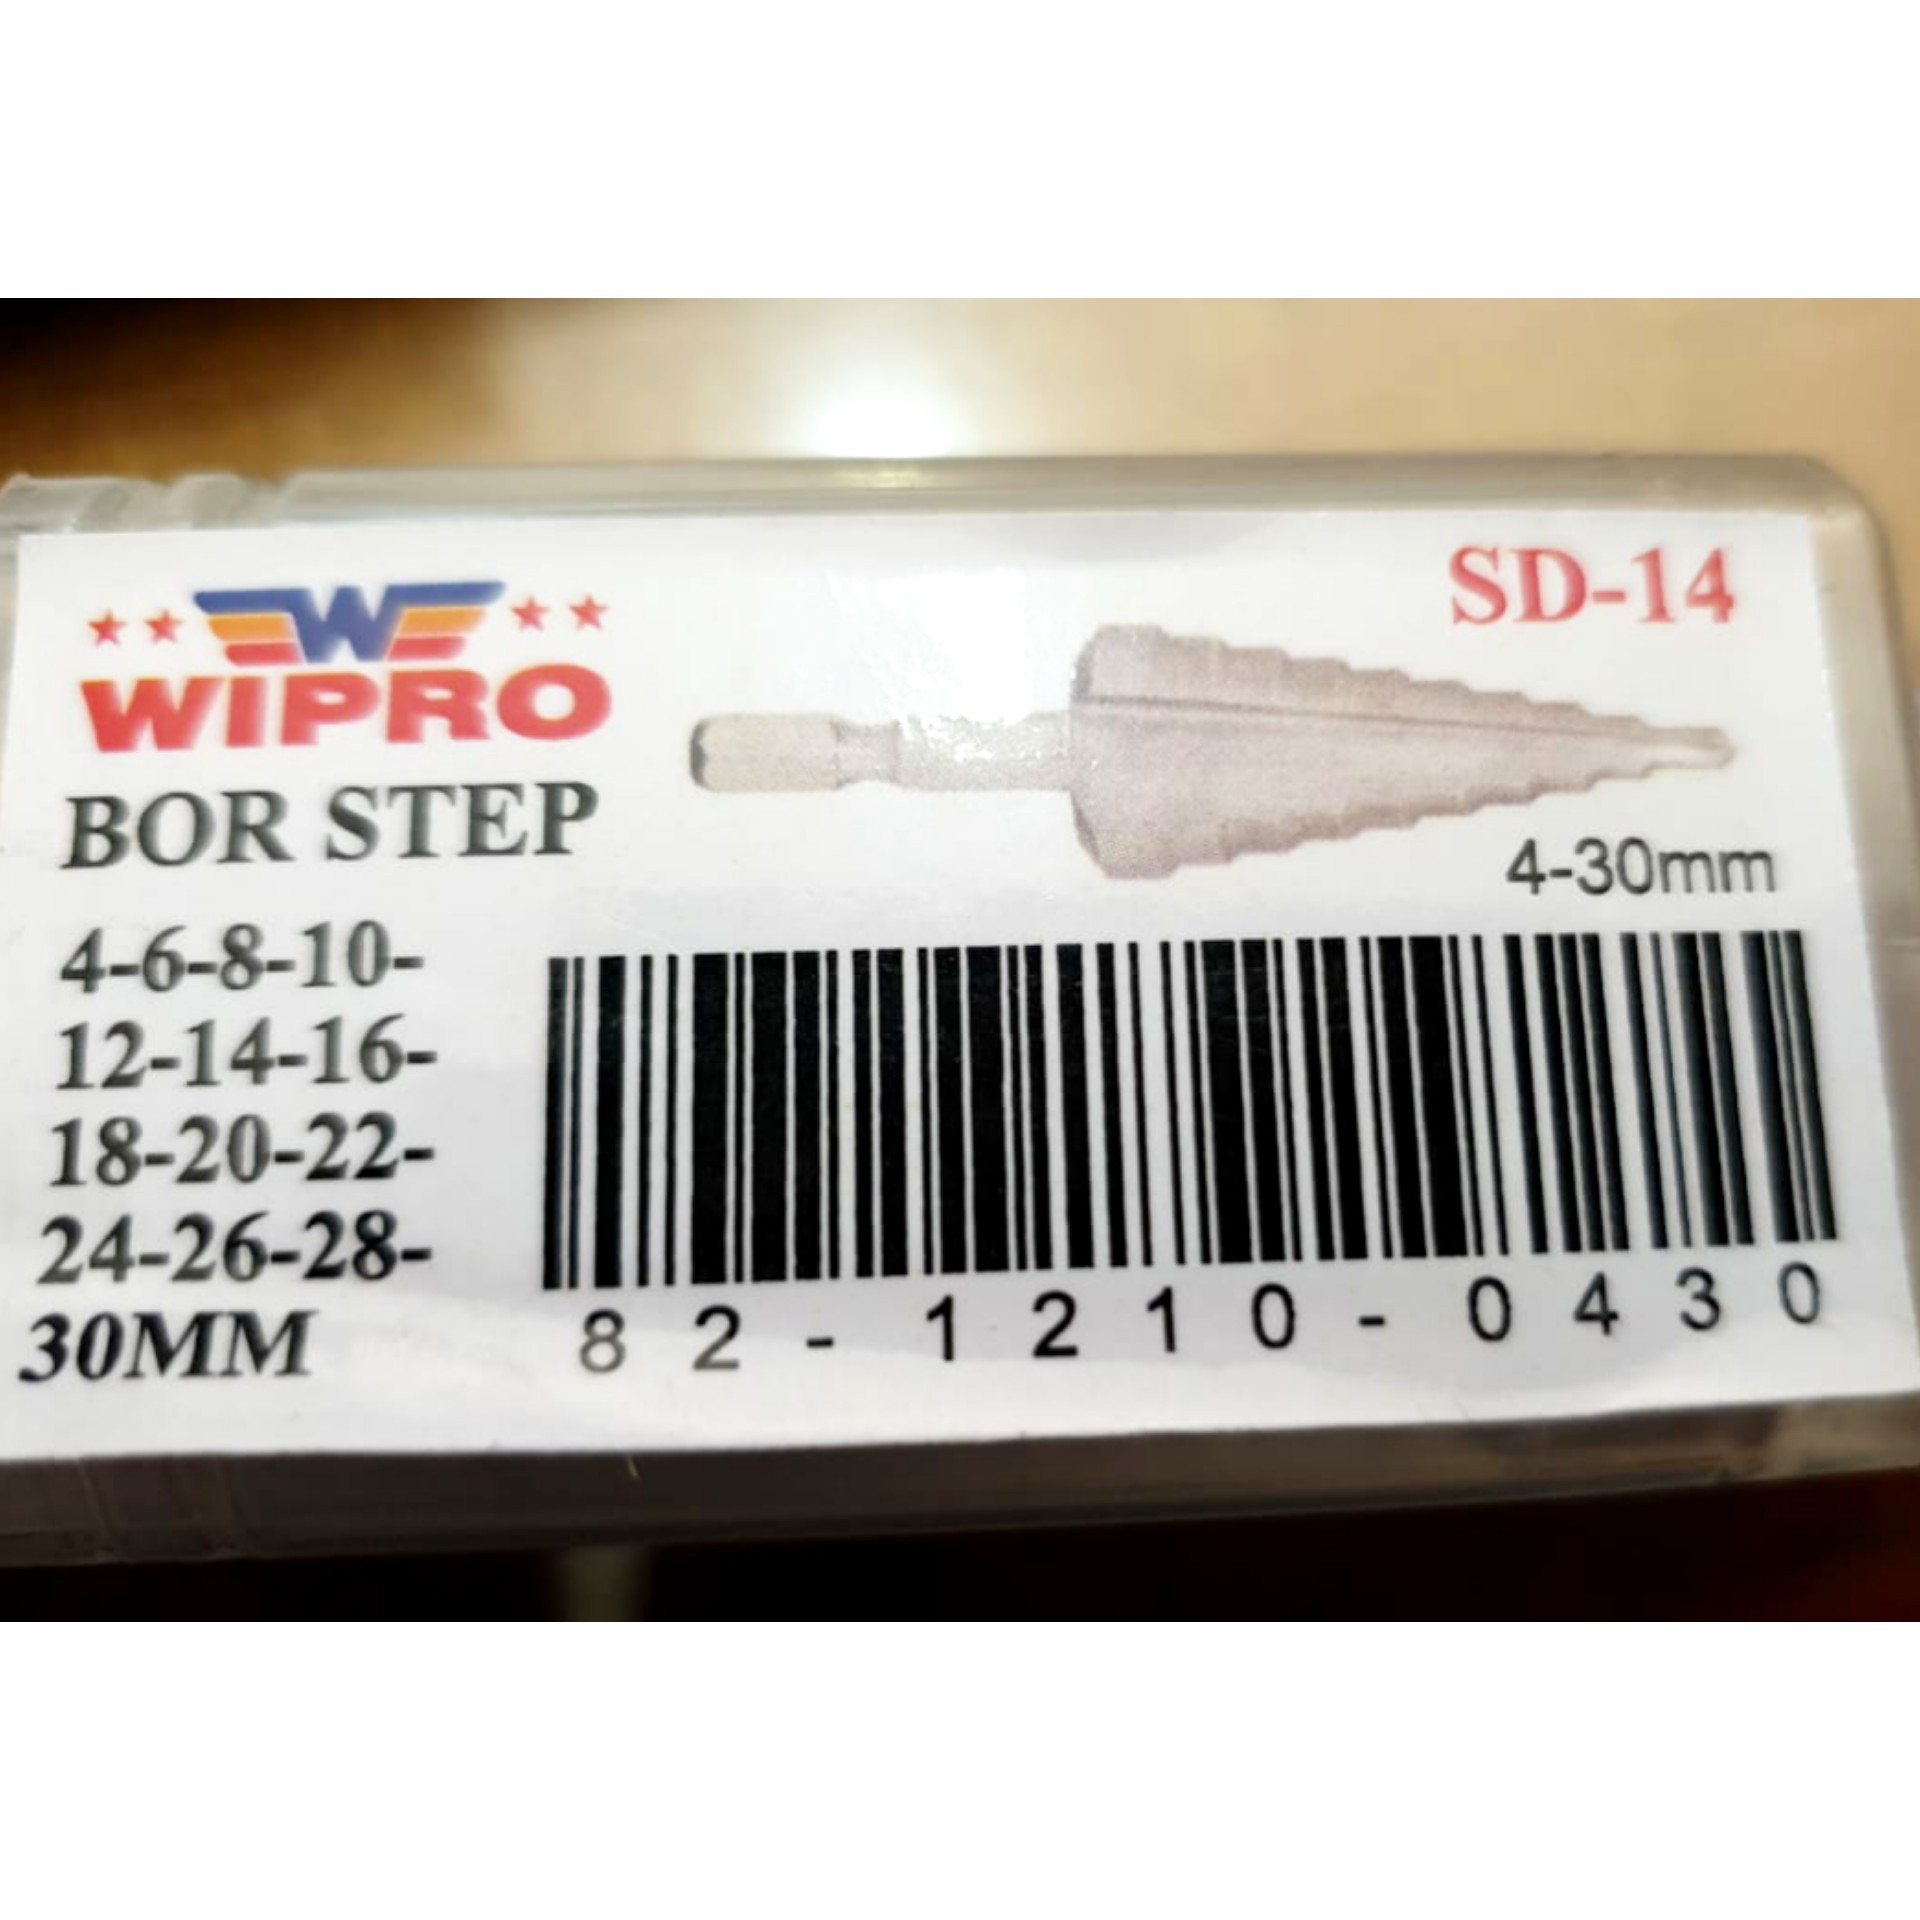 W
WIPRO
SD-14
BOR STEP
4-30mm
4-6-8-10-
12-14-16-
18-20-22-
24-26-28-
30MM
82-1210-0430